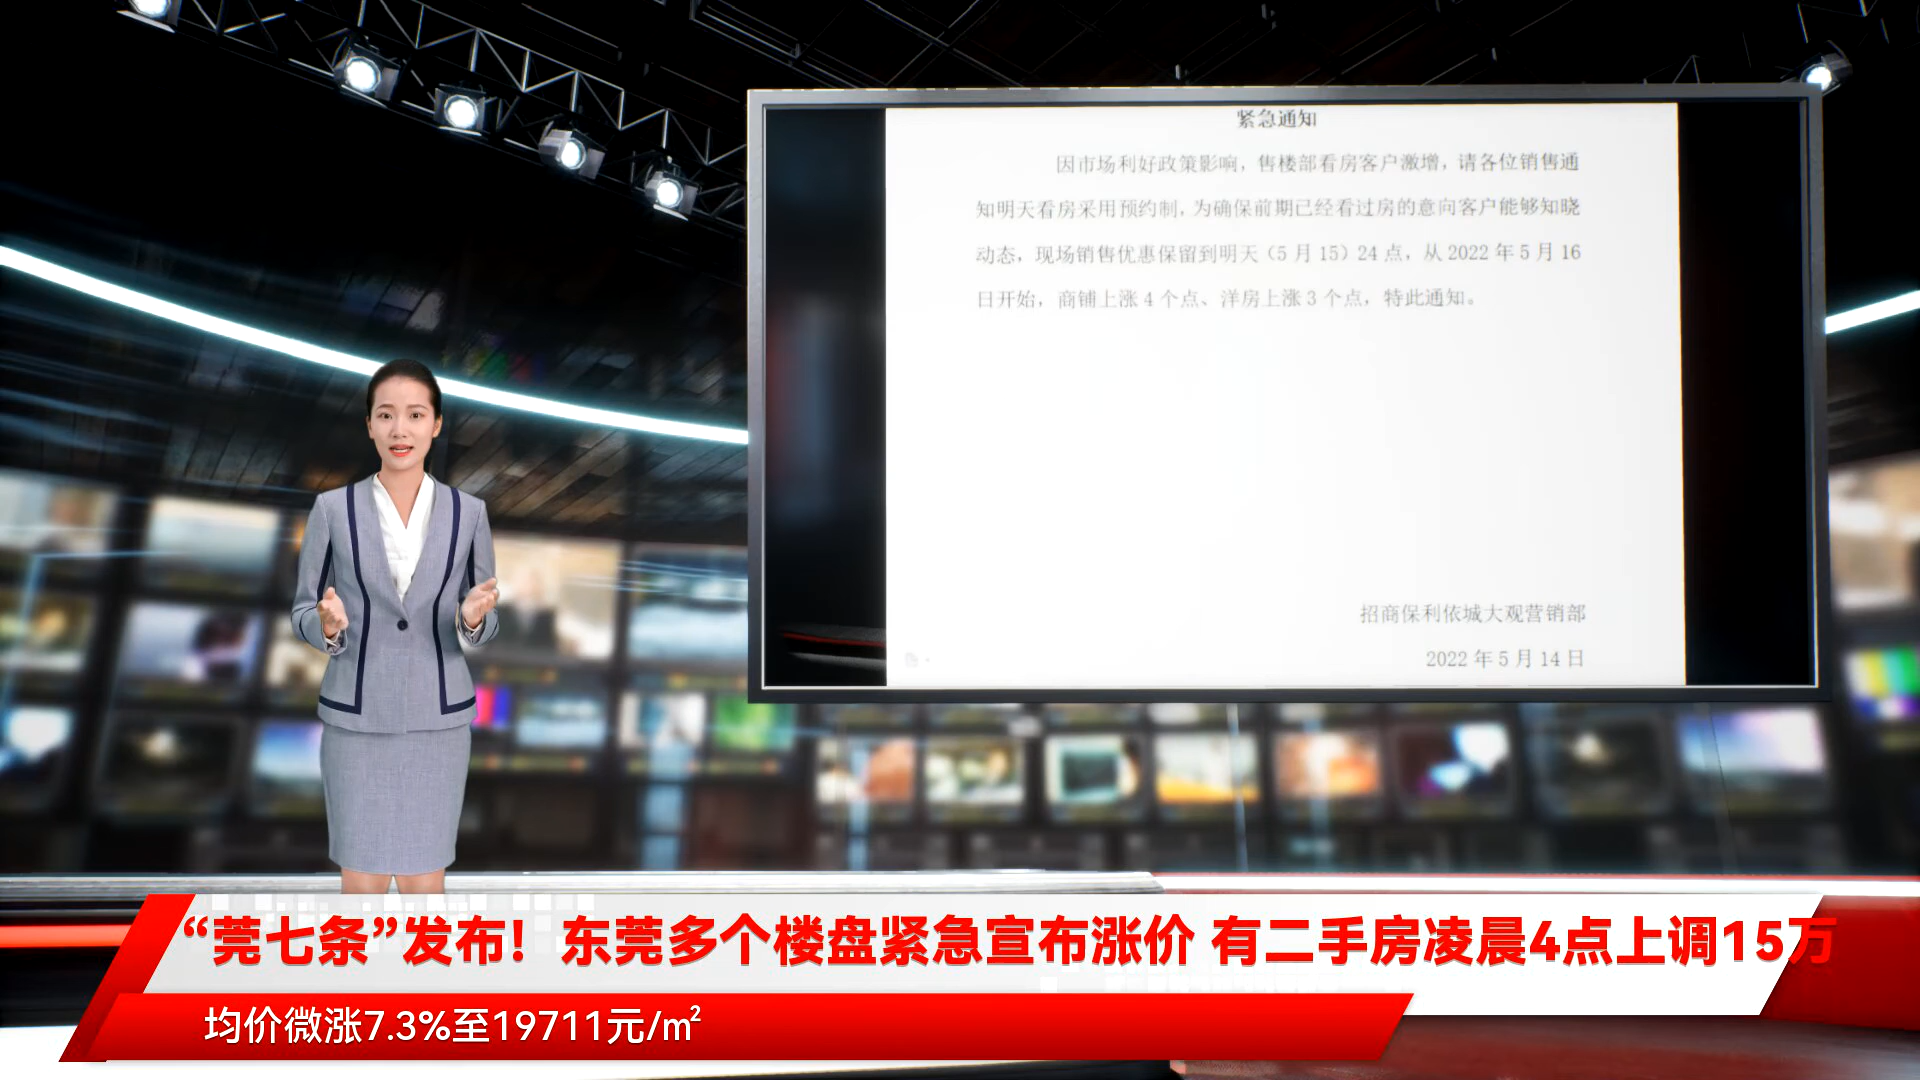 紧急通知
因市场利好政策影响，售楼部看房客户激增，请各位销售通
知明天看房采用预约制，为确保前期已经看过房的意向客户能够知晓
动态，现场销售优惠保留到明天（5月15）24点，从2022年5月16
日开始，商铺上涨4个点、洋房上涨3个点，特此通知。
招商保利依城大观营销部
2022年5月14日
“莞七条”发布！东莞多个楼盘紧急宣布涨价 有二手房凌晨4点上调15万
均价微涨7.3%至19711元/㎡